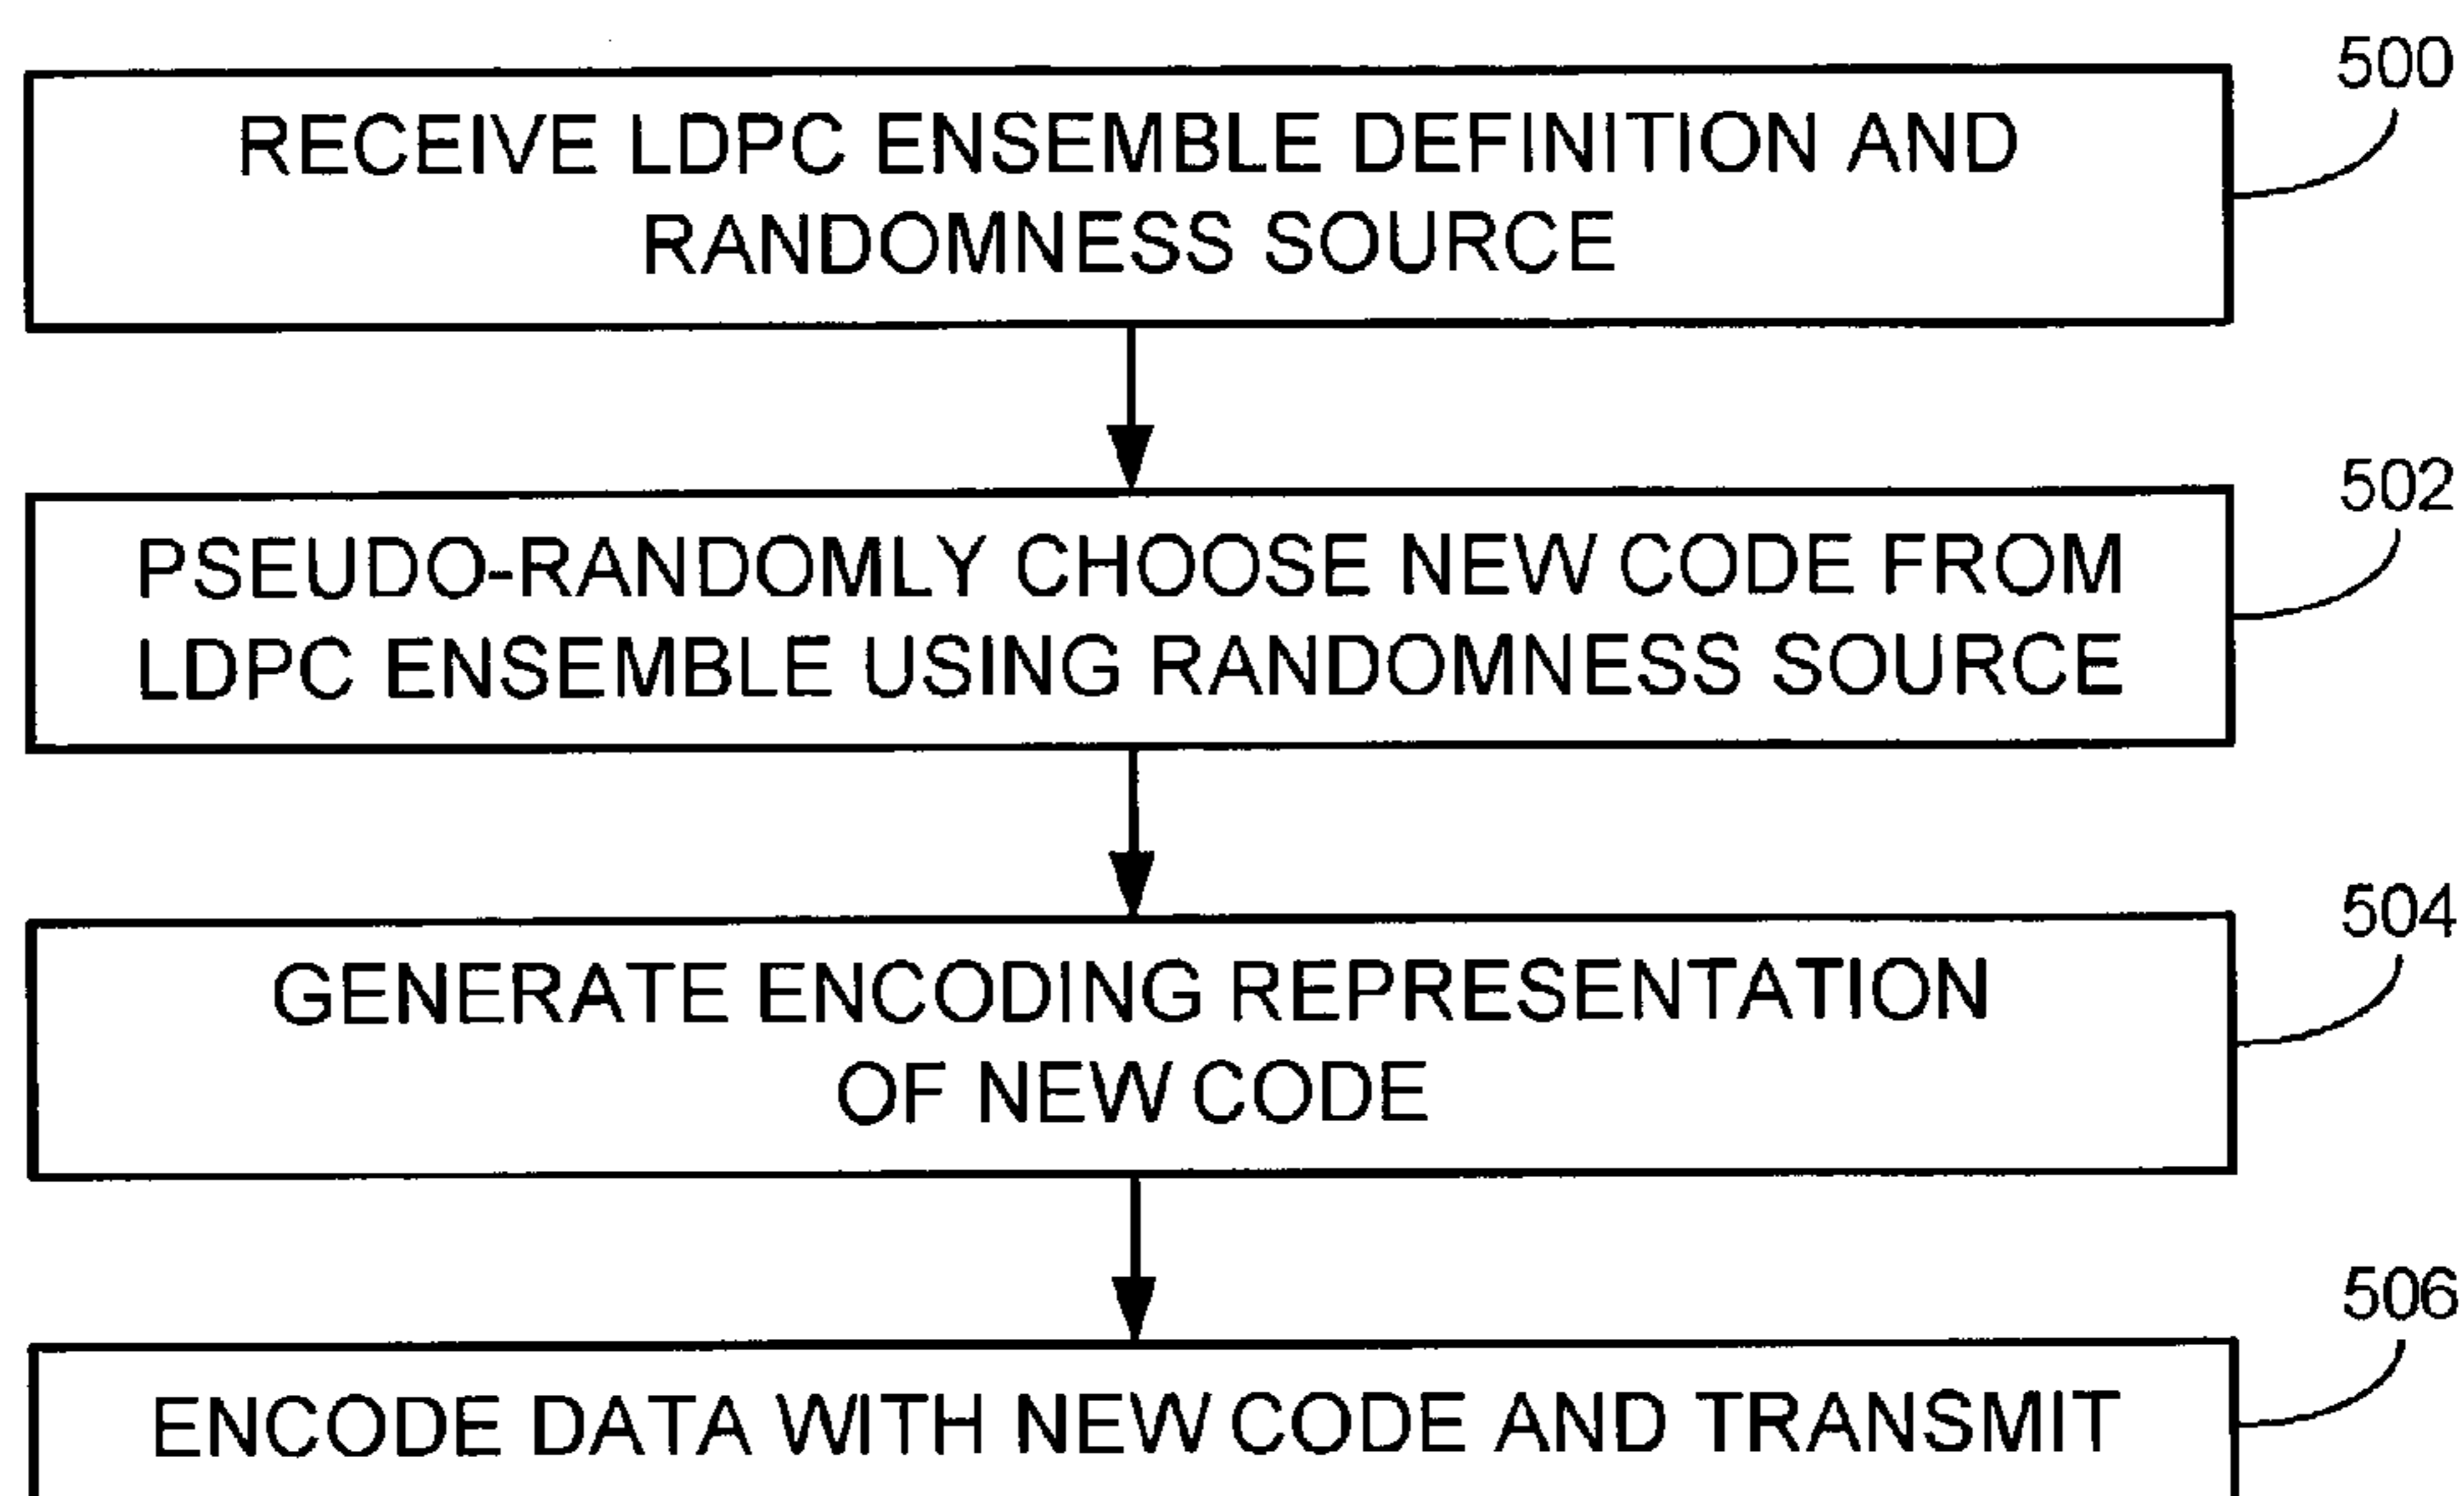 500
RECEIVE LDPC ENSEMBLE DEFINITION AND
RANDOMNESS SOURCE
502
PSEUDO-RANDOMLY CHOOSE NEW CODE FROM
LDPC ENSEMBLE USING RANDOMNESS SOURCE
504
GENERATE ENCODING REPRESENTATION
OF NEW CODE
506
ENCODE DATA WITH NEW CODE AND TRANSMIT